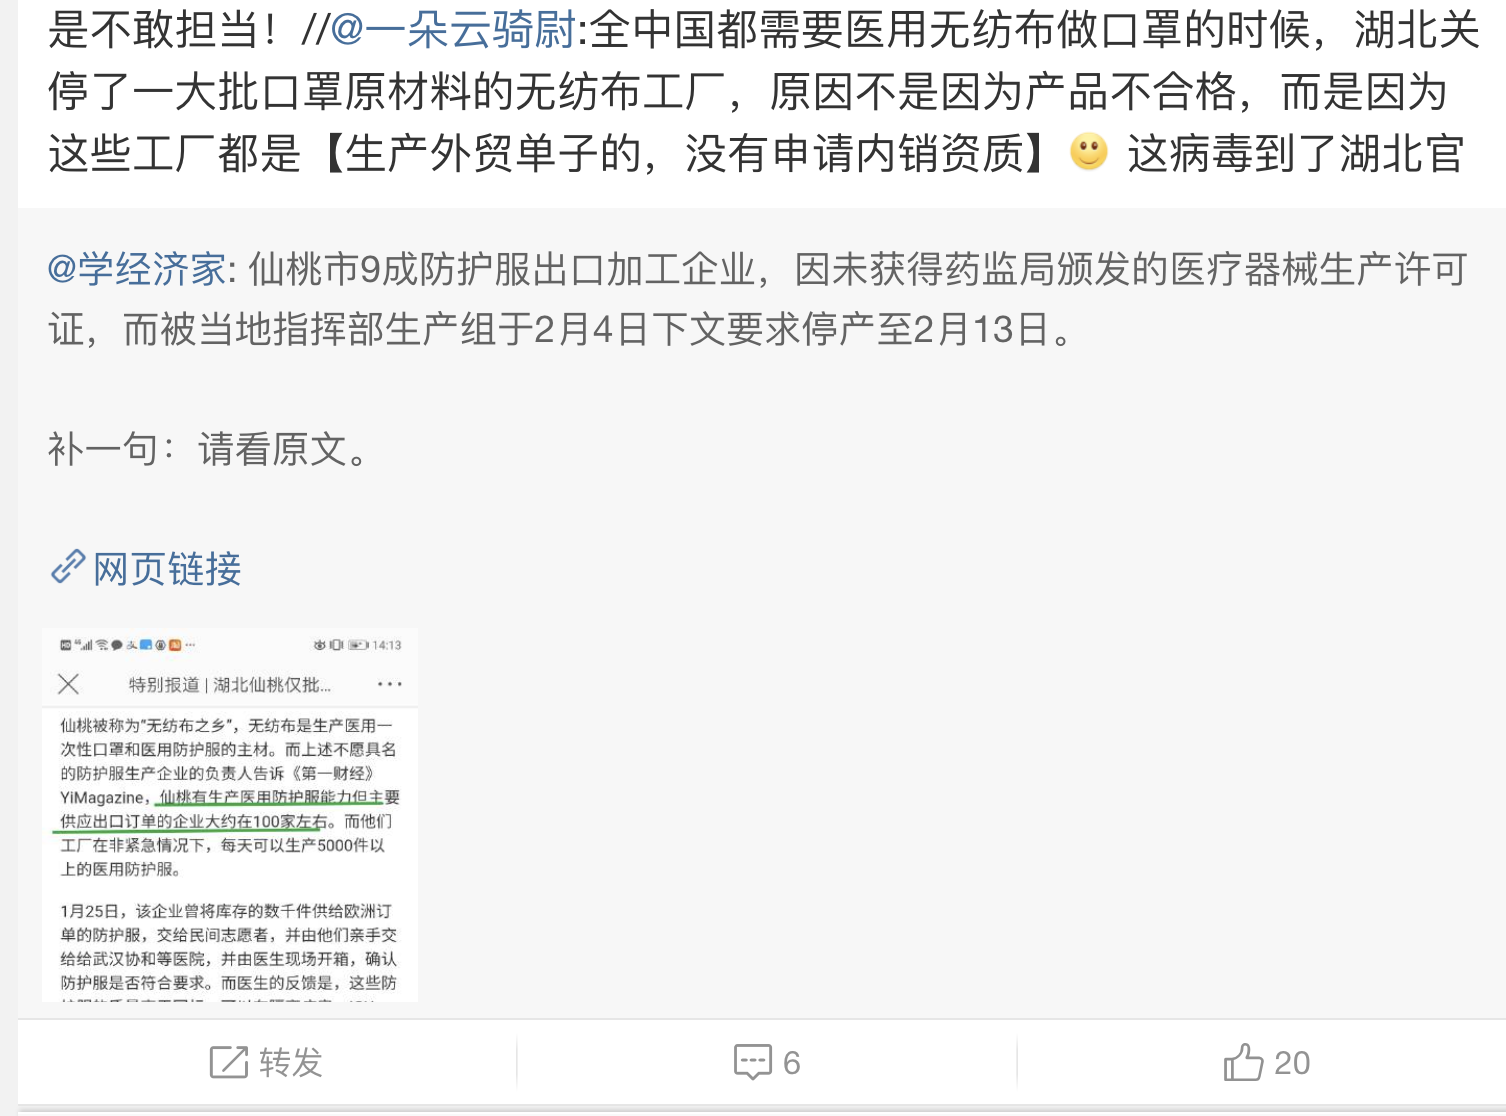 是不敢担当！//@一朵云骑尉:全中国都需要医用无纺布做口罩的时候，湖北关
停了一大批口罩原材料的无纺布工厂，原因不是因为产品不合格，而是因为
这些工厂都是【生产外贸单子的，没有申请内销资质】🙂 这病毒到了湖北官
@学经济家: 仙桃市9成防护服出口加工企业，因未获得药监局颁发的医疗器械生产许可
证，而被当地指挥部生产组于2月4日下文要求停产至2月13日。
补一句：请看原文。
网页链接
14:13
特别报道 | 湖北仙桃仅批...
仙桃被称为"无纺布之乡"，无纺布是生产医用一
次性口罩和医用防护服的主材。而上述不愿具名
的防护服生产企业的负责人告诉《第一财经》
YiMagazine，仙桃有生产医用防护服能力但主要
供应出口订单的企业大约在100家左右。而他们
工厂在非紧急情况下，每天可以生产5000件以
上的医用防护服。
1月25日，该企业曾将库存的数千件供给欧洲订
单的防护服，交给民间志愿者，并由他们亲手交
给给武汉协和等医院，并由医生现场开箱，确认
防护服是否符合要求。而医生的反馈是，这些防
转发
6
20